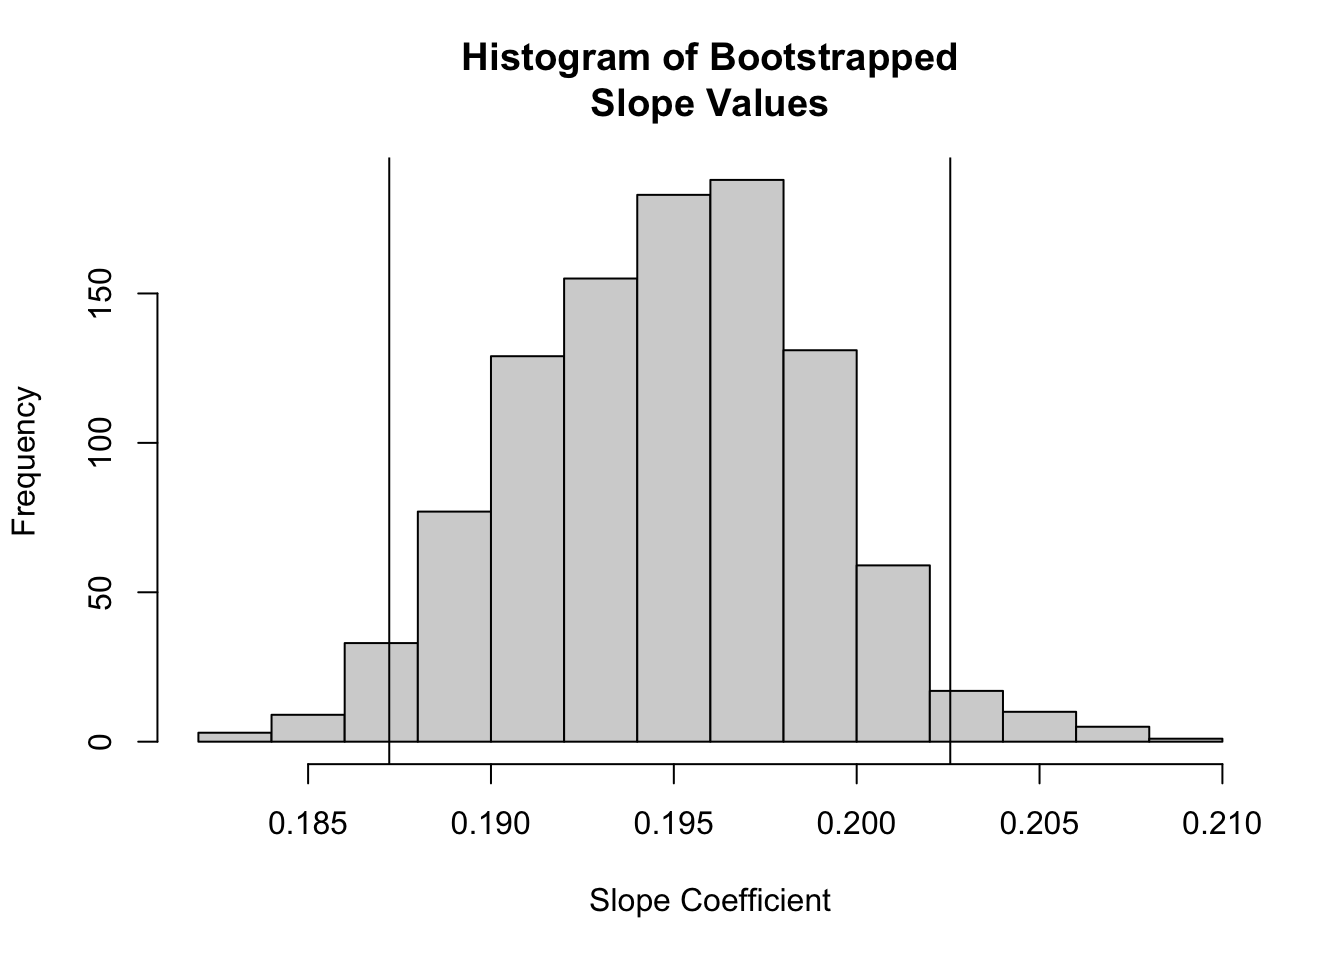 Histogram of Bootstrapped
Slope Values
150
100
50
0
Frequency
0.185 0.190 0.195 0.200 0.205 0.210
Slope Coefficient